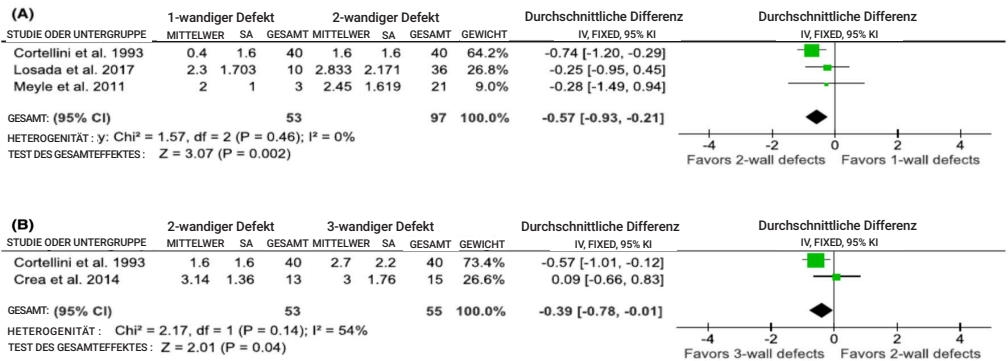 (A)
1-wandiger Defekt 2-wandiger Defekt Durchschnittliche Differenz Durchschnittliche Differenz
STUDIE ODER UNTERGRUPPE MITTELWER SA GESAMT MITTELWER SA GESAMT GEWICHT IV, FIXED, 95% KI IV, FIXED, 95% KI
Cortellini et al. 1993 0.4 1.6 40 1.6 1.6 40 64.2% -0.74 [-1.20, -0.29]
Losada et al. 2017 2.3 1.703 10 2.833 2.171 36 26.8% -0.25 [-0.95, 0.45]
Meyle et al. 2011 2 1 3 2.45 1.619 21 9.0% -0.28 [-1.49, 0.94]
GESAMT: (95% CI) 53 97 100.0% -0.57 [-0.93, -0.21]
HETEROGENITÄT : y: Chi² = 1.57, df = 2 (P = 0.46); I² = 0%
TEST DES GESAMTEFFEKTES : Z = 3.07 (P = 0.002)
-4 -2 0 2 4
Favors 2-wall defects Favors 1-wall defects
(B)
2-wandiger Defekt 3-wandiger Defekt Durchschnittliche Differenz Durchschnittliche Differenz
STUDIE ODER UNTERGRUPPE MITTELWER SA GESAMT MITTELWER SA GESAMT GEWICHT IV, FIXED, 95% KI IV, FIXED, 95% KI
Cortellini et al. 1993 1.6 1.6 40 2.7 2.2 40 73.4% -0.57 [-1.01, -0.12]
Crea et al. 2014 3.14 1.36 13 3 1.76 15 26.6% 0.09 [-0.66, 0.83]
GESAMT: (95% CI) 53 55 100.0% -0.39 [-0.78, -0.01]
HETEROGENITÄT : Chi² = 2.17, df = 1 (P = 0.14); I² = 54%
TEST DES GESAMTEFFEKTES : Z = 2.01 (P = 0.04)
-4 -2 0 2 4
Favors 3-wall defects Favors 2-wall defects